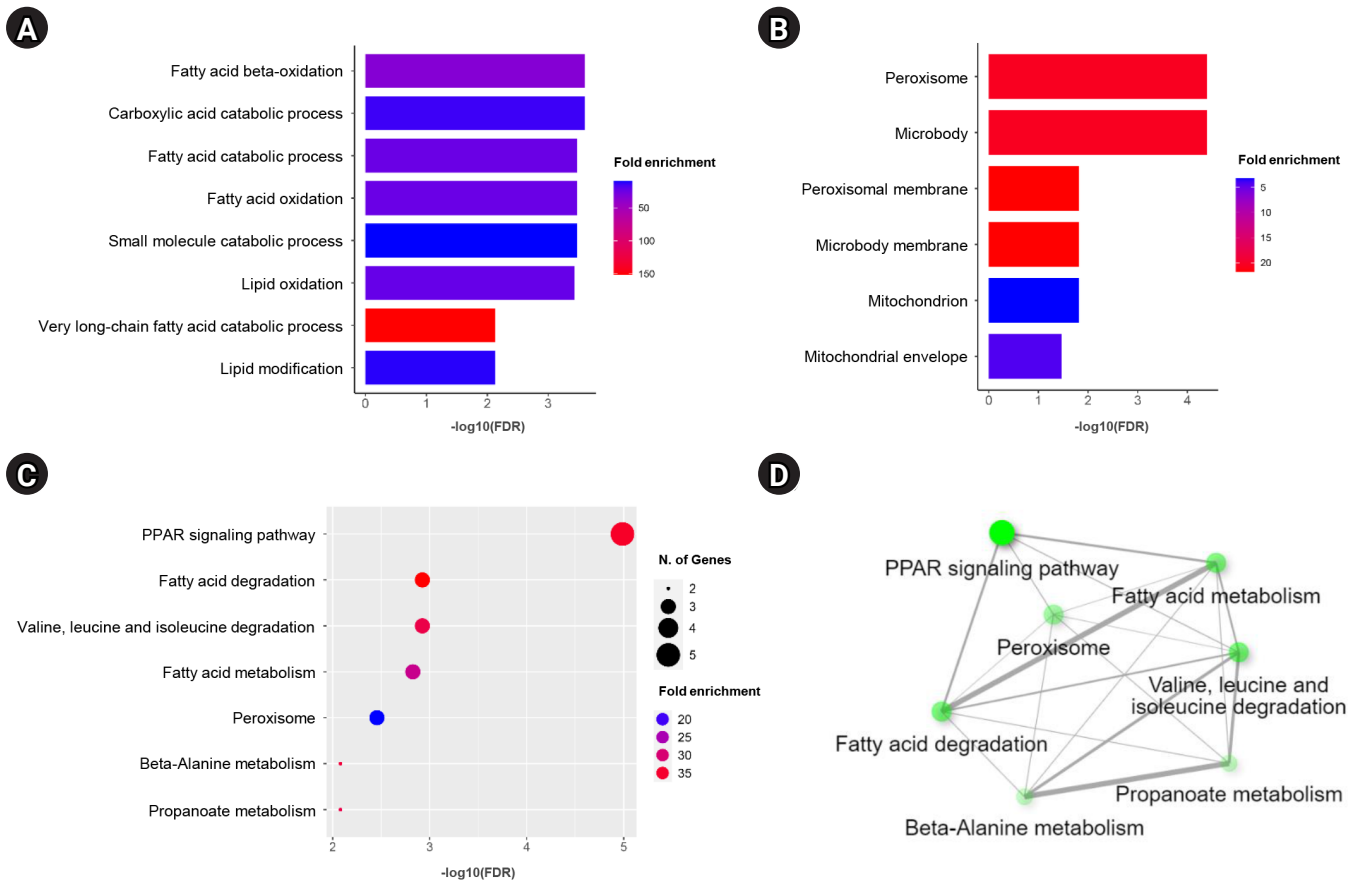 A
Fatty acid beta-oxidation
Carboxylic acid catabolic process
Fatty acid catabolic process
Fatty acid oxidation
Small molecule catabolic process
Lipid oxidation
Very long-chain fatty acid catabolic process
Lipid modification
0 1 2 3
-log10(FDR)
Fold enrichment
50
100
150
B
Peroxisome
Microbody
Peroxisomal membrane
Microbody membrane
Mitochondrion
Mitochondrial envelope
0 1 2 3 4
-log10(FDR)
Fold enrichment
5
10
15
20
C
PPAR signaling pathway
Fatty acid degradation
Valine, leucine and isoleucine degradation
Fatty acid metabolism
Peroxisome
Beta-Alanine metabolism
Propanoate metabolism
2 3 4 5
-log10(FDR)
N. of Genes
2
3
4
5
Fold enrichment
20
25
30
35
D
PPAR signaling pathway
Fatty acid metabolism
Peroxisome
Valine, leucine and
isoleucine degradation
Fatty acid degradation
Propanoate metabolism
Beta-Alanine metabolism